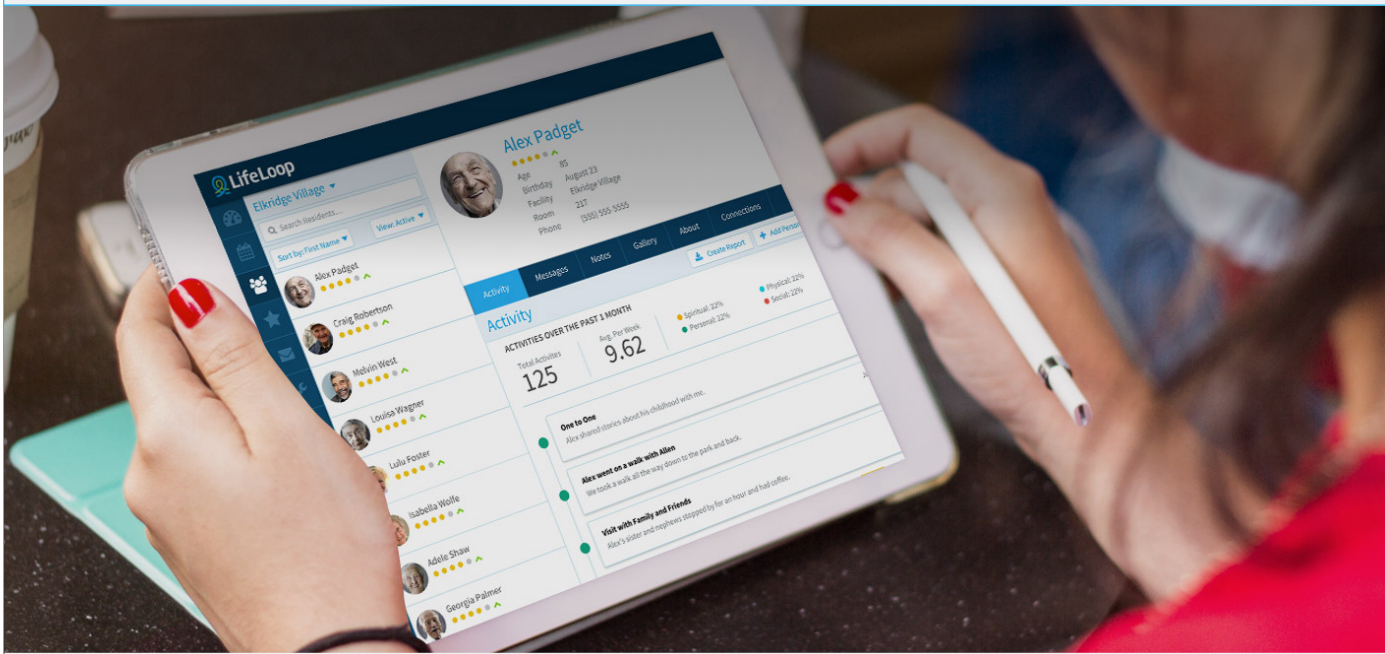 LifeLoop
Elkridge Village
Search Residents...
Sort by: First Name
View: Active
Alex Padget
Craig Robertson
Melvin West
Louisa Wagner
Lulu Foster
Isabella Wolfe
Adele Shaw
Georgia Palmer
Alex Padget
Age 85
Birthday August 23
Facility Elkridge Village
Room 217
Phone (555) 555-5555
Activity Messages Notes Gallery About Connections
Activity
Create Report
Add Person
ACTIVITIES OVER THE PAST 1 MONTH
Total Activites
125
Avg. Per Week
9.62
Spiritual: 22%
Personal: 22%
Physical: 22%
Social: 22%
One to One
Alex shared stories about his childhood with me.
Alex went on a walk with Allen
We took a walk all the way down to the park and back.
Visit with Family and Friends
Alex's sister and nephews stopped by for an hour and had coffee.